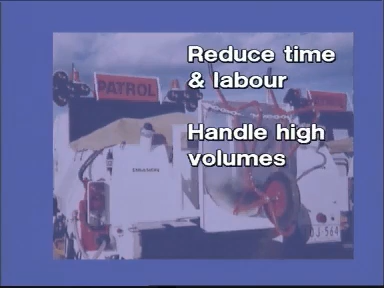 Reduce time
& labour
Handle high
volumes
PATROL